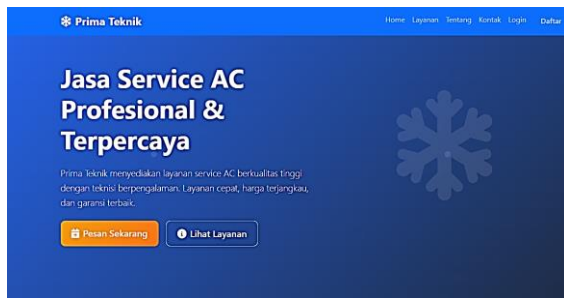 Prima Teknik
Home Layanan Tentang Kontak Login Daftar
Jasa Service AC
Profesional &
Terpercaya
Prima Teknik menyediakan layanan service AC berkualitas tinggi
dengan teknisi berpengalaman. Layanan cepat, harga terjangkau,
dan garansi terbaik.
Pesan Sekarang
Lihat Layanan